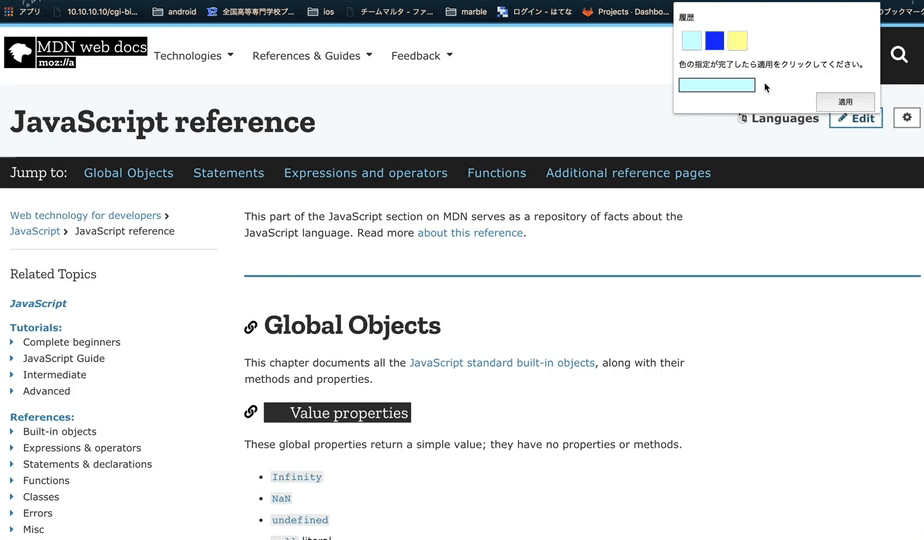 アプリ 10.10.10.10/cgi-bi... android 全国高等専門学校プ... ios チームマルタ - ファ... marble ログイン - はてな Projects · Dashbo... のブックマーク
履歴
色の指定が完了したら適用をクリックしてください。
適用
MDN web docs
moz://a
Technologies References & Guides Feedback
JavaScript reference
Languages Edit
Jump to: Global Objects Statements Expressions and operators Functions Additional reference pages
Web technology for developers
JavaScript JavaScript reference
Related Topics
JavaScript
Tutorials:
Complete beginners
JavaScript Guide
Intermediate
Advanced
References:
Built-in objects
Expressions & operators
Statements & declarations
Functions
Classes
Errors
Misc
This part of the JavaScript section on MDN serves as a repository of facts about the
JavaScript language. Read more about this reference.
Global Objects
This chapter documents all the JavaScript standard built-in objects, along with their
methods and properties.
Value properties
These global properties return a simple value; they have no properties or methods.
Infinity
NaN
undefined